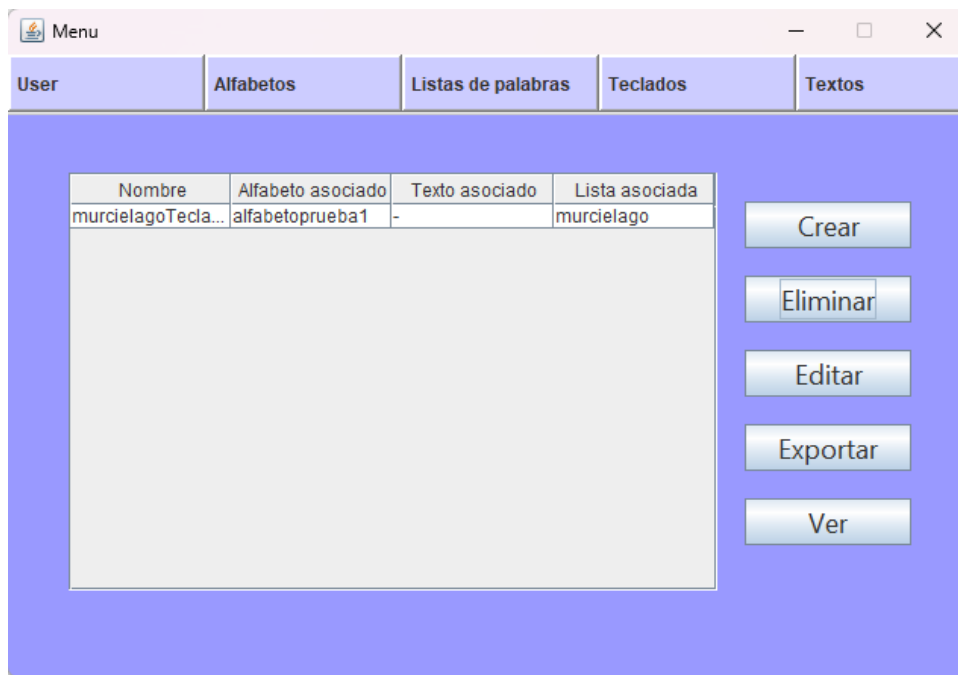 Menu
User Alfabetos Listas de palabras Teclados Textos
Nombre Alfabeto asociado Texto asociado Lista asociada
murcielagoTecla... alfabetoprueba1 - murcielago
Crear
Eliminar
Editar
Exportar
Ver